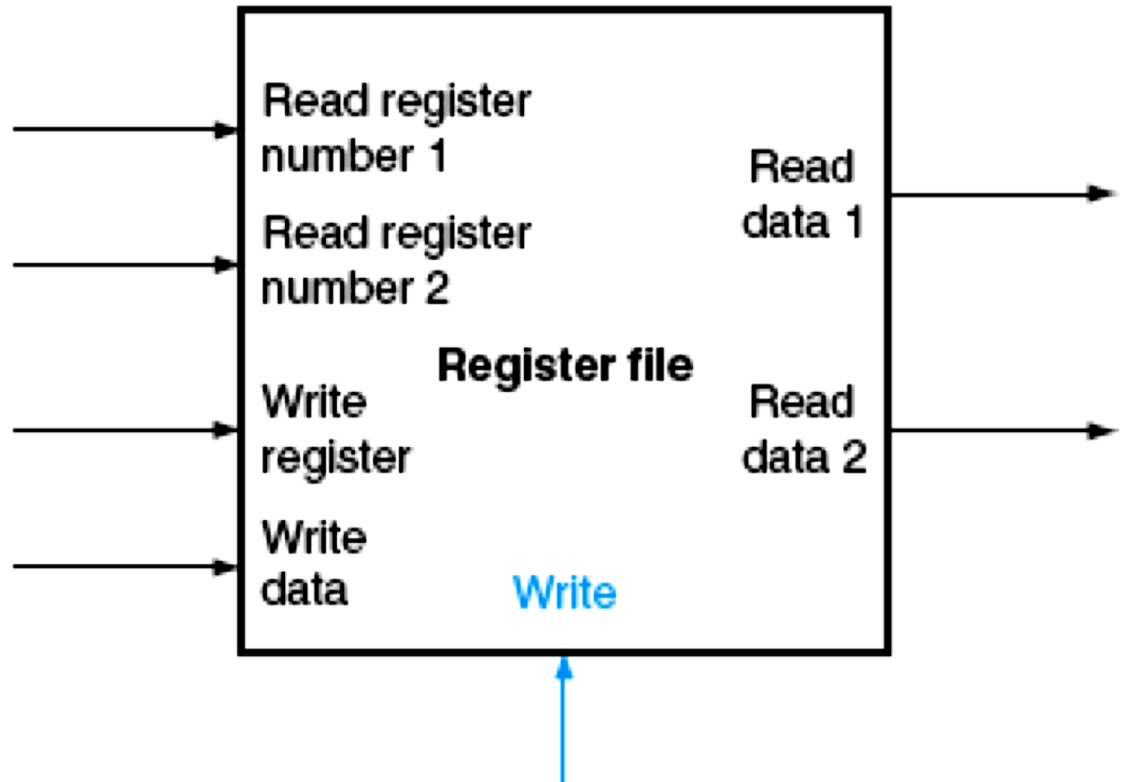 Read register
number 1
Read
data 1
Read register
number 2
Register file
Write
register
Read
data 2
Write
data
Write